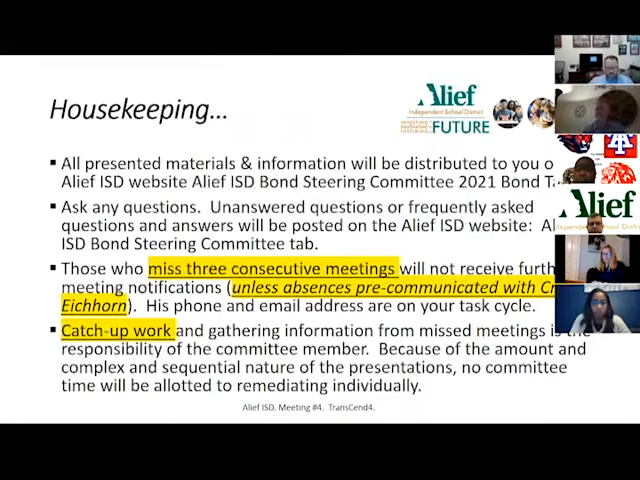 Housekeeping...
Alief
Independent School District
INVESTING
INNOVATING
INSPIRING
FUTURE
▪ All presented materials & information will be distributed to you o
Alief ISD website Alief ISD Bond Steering Committee 2021 Bond T
▪ Ask any questions. Unanswered questions or frequently asked
questions and answers will be posted on the Alief ISD website: Al
ISD Bond Steering Committee tab.
▪ Those who miss three consecutive meetings will not receive furth
meeting notifications (unless absences pre-communicated with Cr
Eichhorn). His phone and email address are on your task cycle.
▪ Catch-up work and gathering information from missed meetings is the
responsibility of the committee member. Because of the amount and
complex and sequential nature of the presentations, no committee
time will be allotted to remediating individually.
Alief ISD. Meeting #4. TransCend4.
Alief